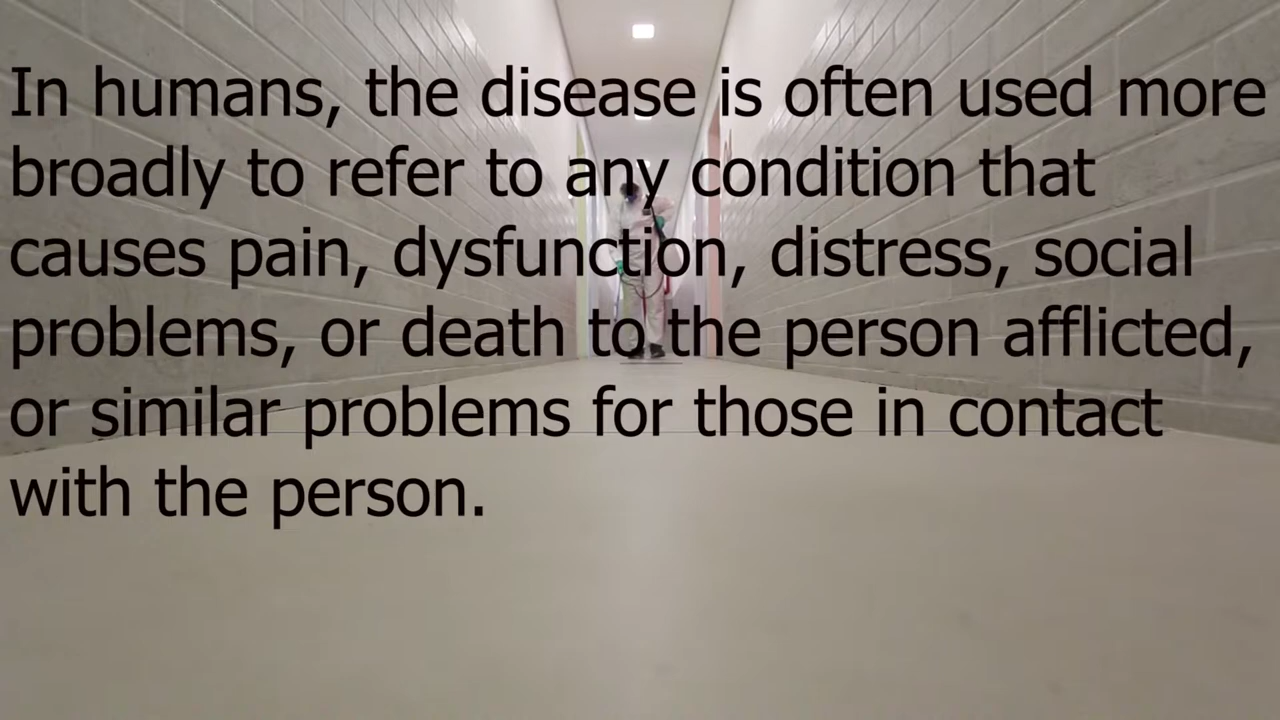 In humans, the disease is often used more
broadly to refer to any condition that
causes pain, dysfunction, distress, social
problems, or death to the person afflicted,
or similar problems for those in contact
with the person.